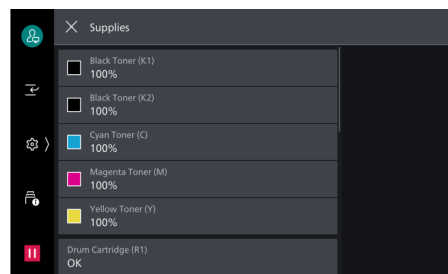 Supplies
Black Toner (K1)
100%
Black Toner (K2)
100%
Cyan Toner (C)
100%
Magenta Toner (M)
100%
Yellow Toner (Y)
100%
Drum Cartridge (R1)
OK